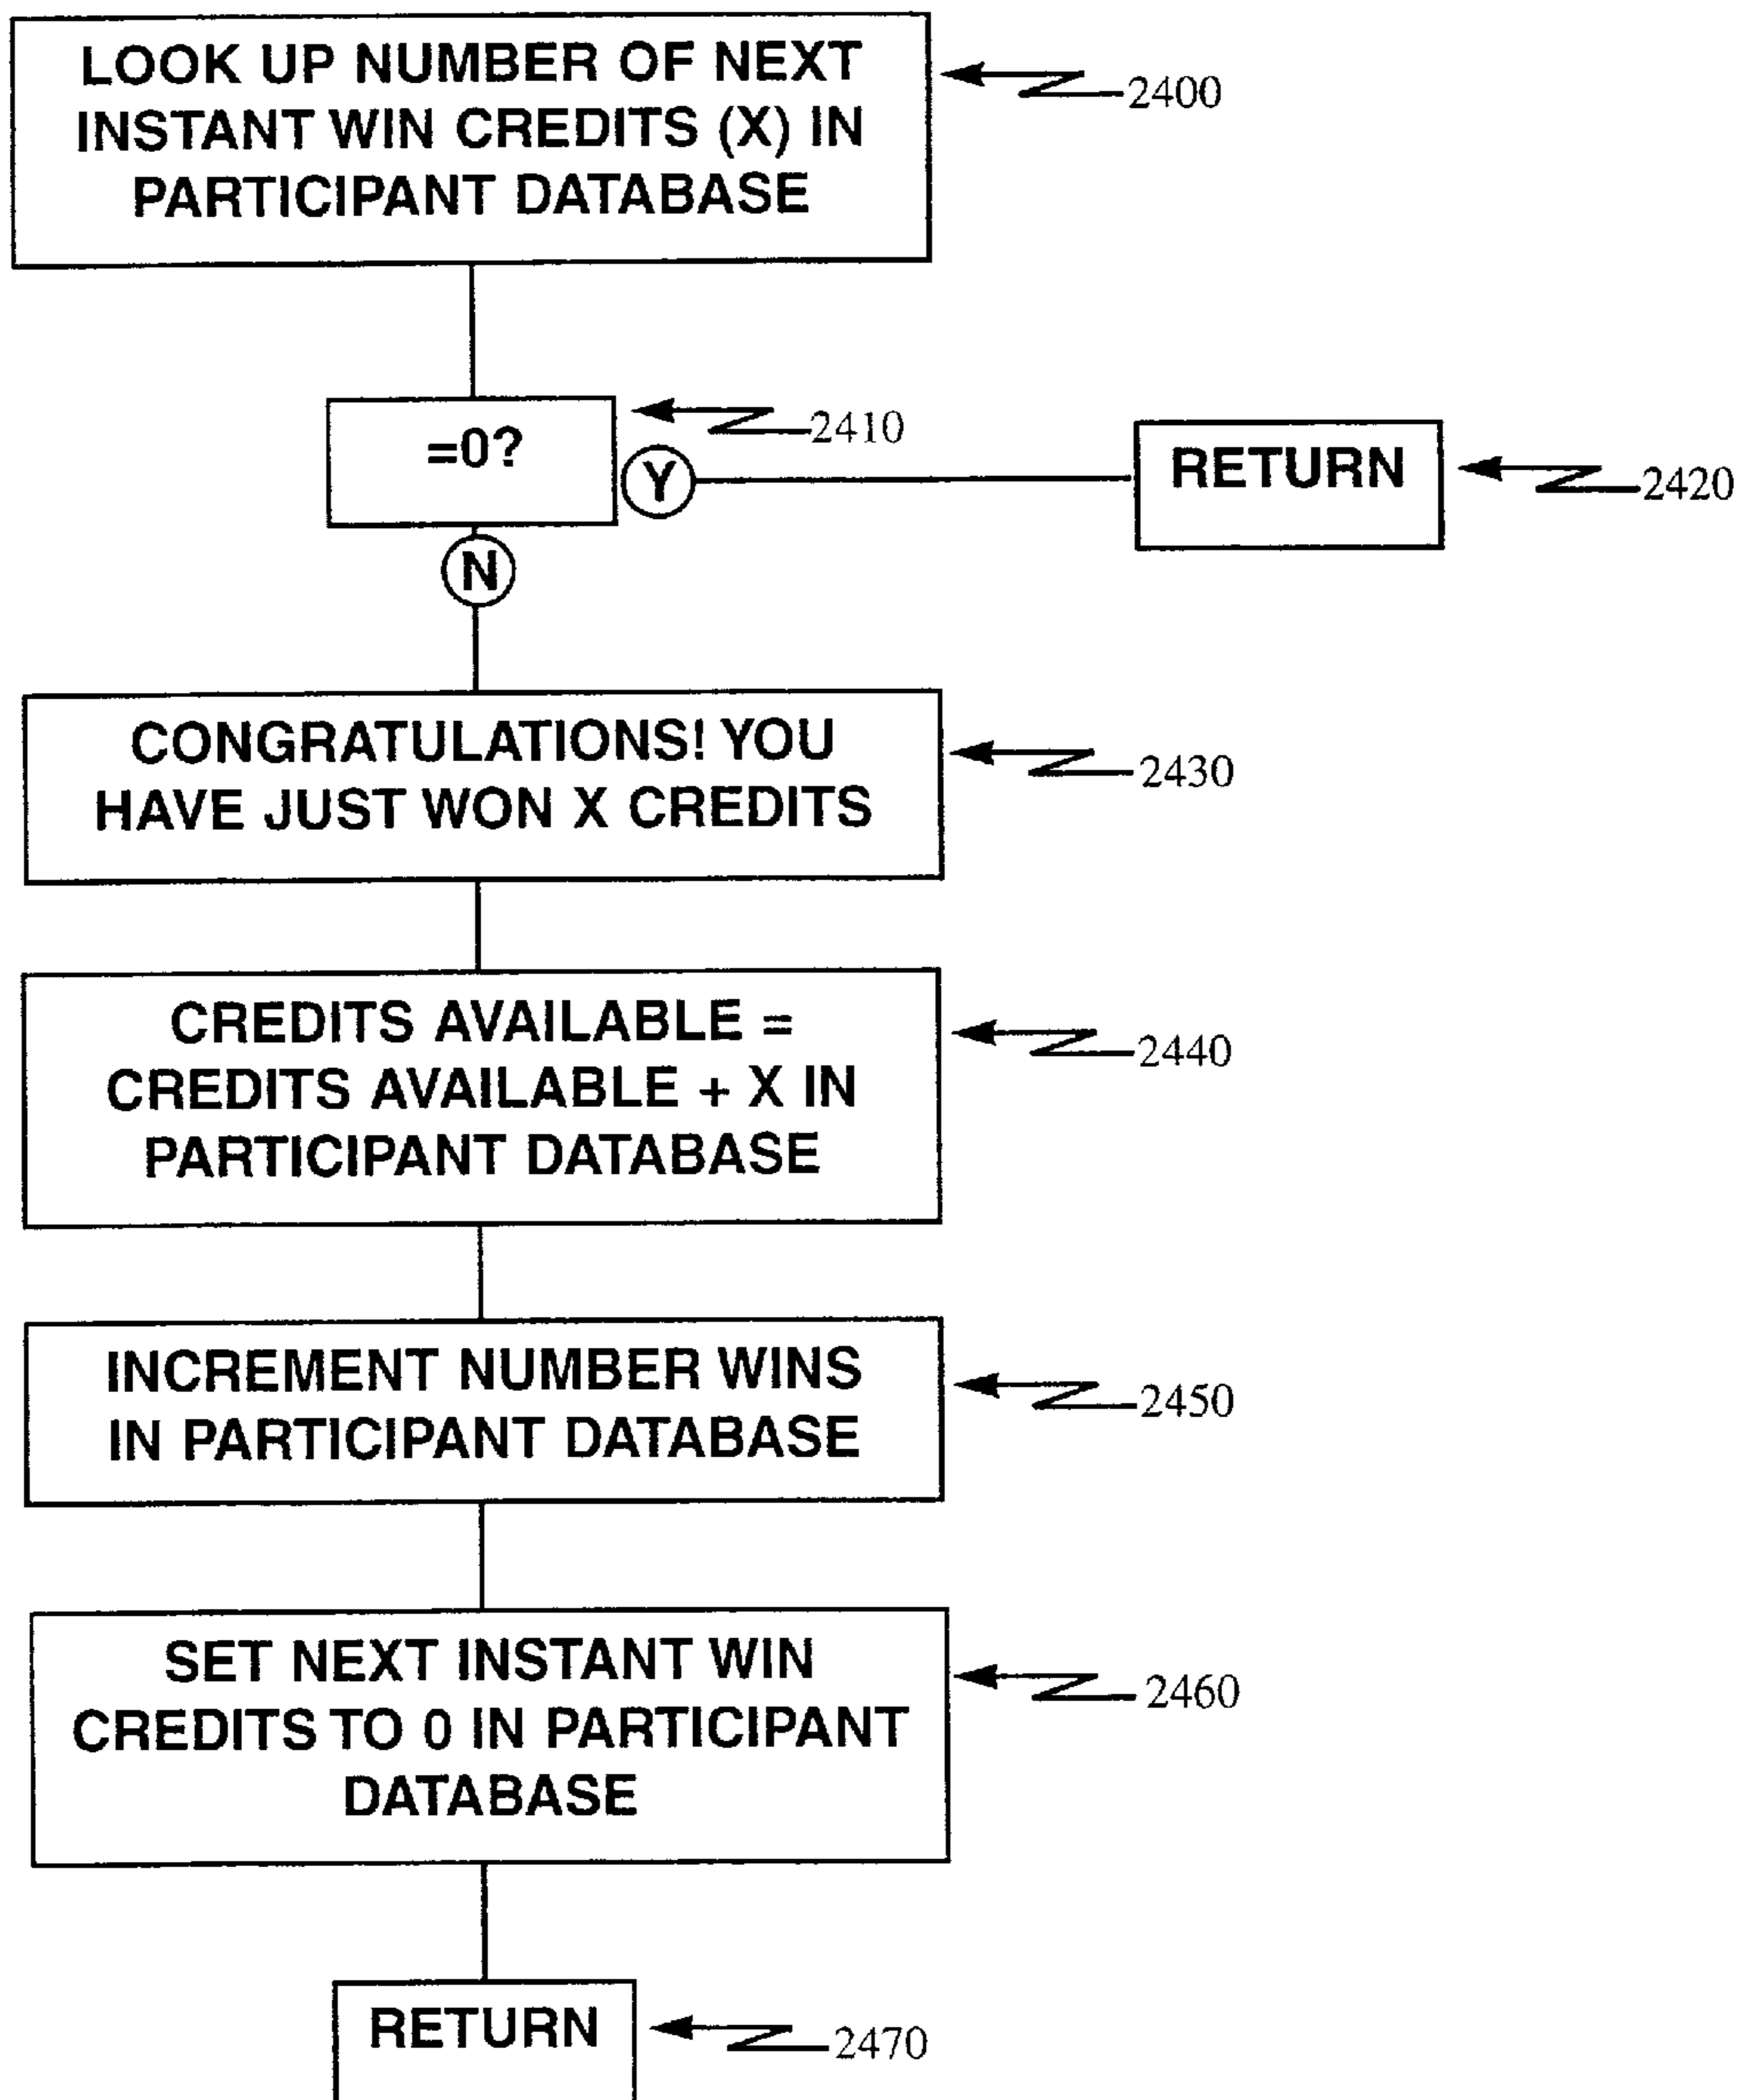 LOOK UP NUMBER OF NEXT
INSTANT WIN CREDITS (X) IN
PARTICIPANT DATABASE
2400
=0?
2410
Y
RETURN
2420
N
CONGRATULATIONS! YOU
HAVE JUST WON X CREDITS
2430
CREDITS AVAILABLE =
CREDITS AVAILABLE + X IN
PARTICIPANT DATABASE
2440
INCREMENT NUMBER WINS
IN PARTICIPANT DATABASE
2450
SET NEXT INSTANT WIN
CREDITS TO 0 IN PARTICIPANT
DATABASE
2460
RETURN
2470